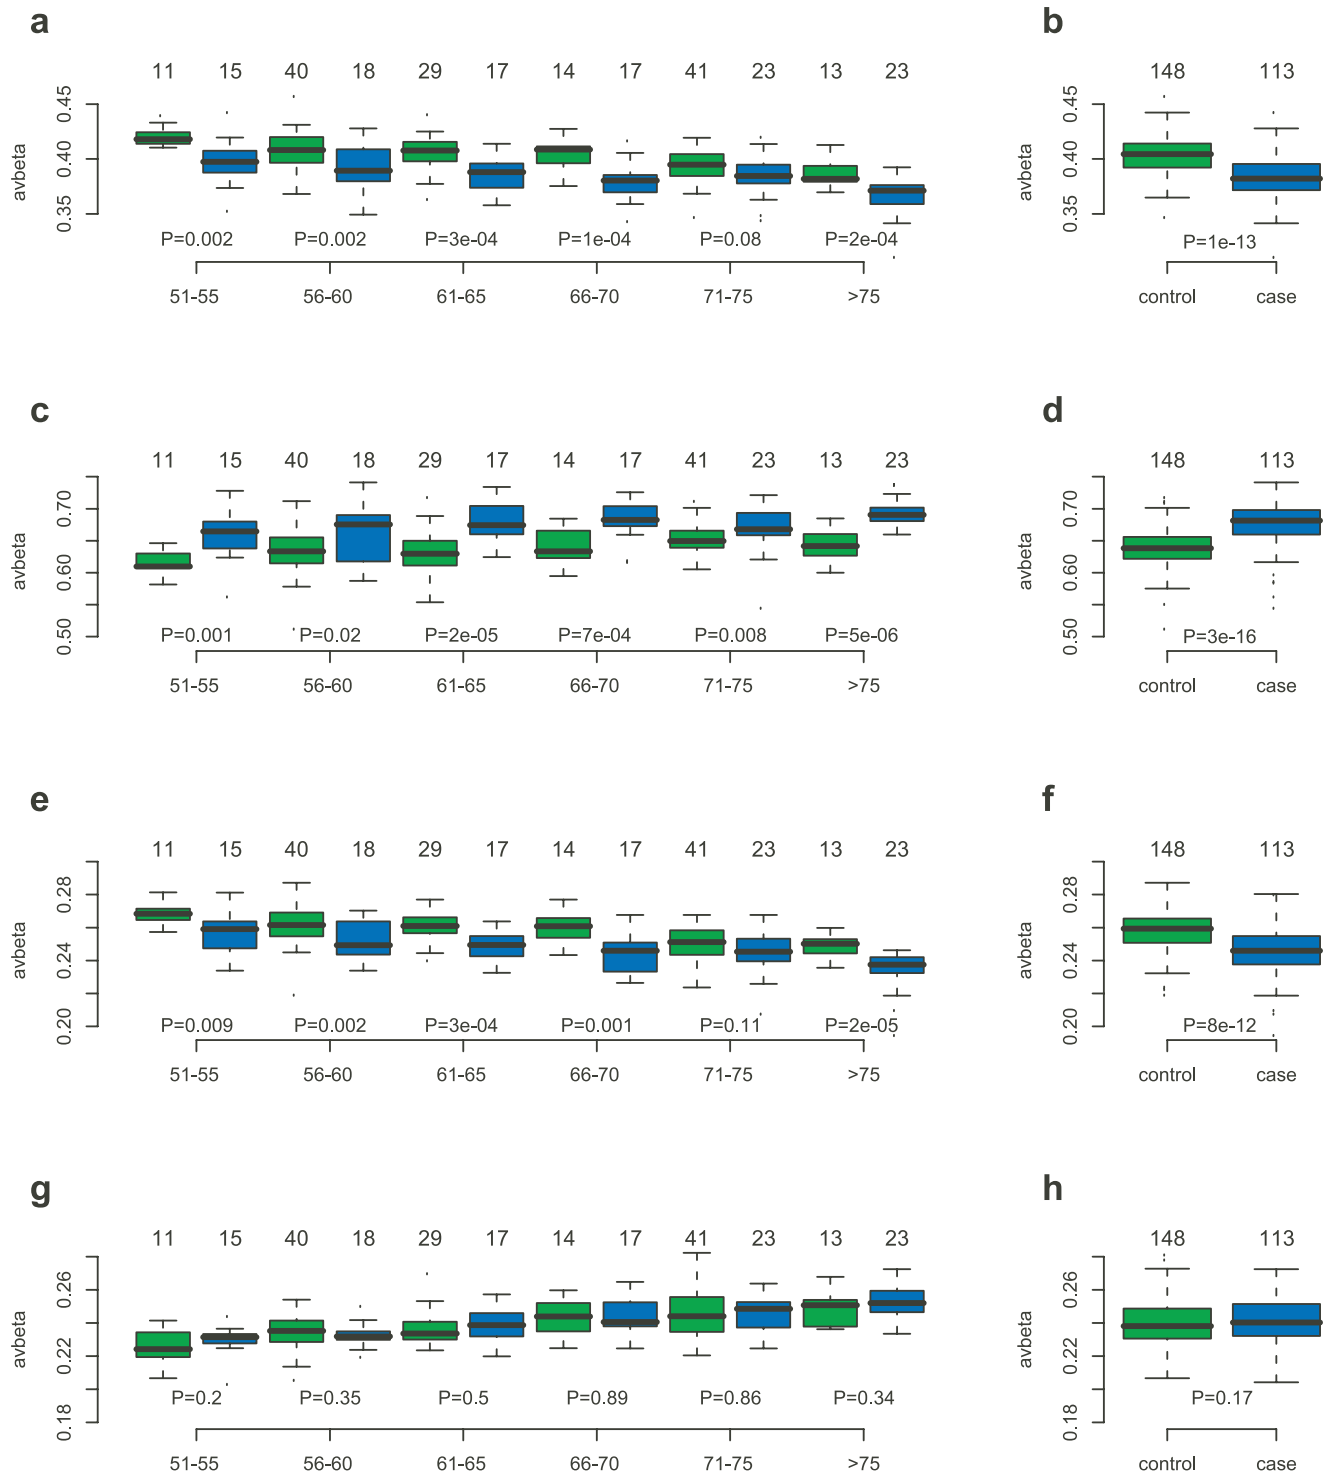 a
b
11 15 40 18 29 17 14 17 41 23 13 23
148 113
avbeta
0.35 0.40 0.45
P=0.002 P=0.002 P=3e-04 P=1e-04 P=0.08 P=2e-04
51-55 56-60 61-65 66-70 71-75 >75
avbeta
0.35 0.40 0.45
P=1e-13
control case
c
d
11 15 40 18 29 17 14 17 41 23 13 23
148 113
avbeta
0.50 0.60 0.70
P=0.001 P=0.02 P=2e-05 P=7e-04 P=0.008 P=5e-06
51-55 56-60 61-65 66-70 71-75 >75
avbeta
0.50 0.60 0.70
P=3e-16
control case
e
f
11 15 40 18 29 17 14 17 41 23 13 23
148 113
avbeta
0.20 0.24 0.28
P=0.009 P=0.002 P=3e-04 P=0.001 P=0.11 P=2e-05
51-55 56-60 61-65 66-70 71-75 >75
avbeta
0.20 0.24 0.28
P=8e-12
control case
g
h
11 15 40 18 29 17 14 17 41 23 13 23
148 113
avbeta
0.18 0.22 0.26
P=0.2 P=0.35 P=0.5 P=0.89 P=0.86 P=0.34
51-55 56-60 61-65 66-70 71-75 >75
avbeta
0.18 0.22 0.26
P=0.17
control case